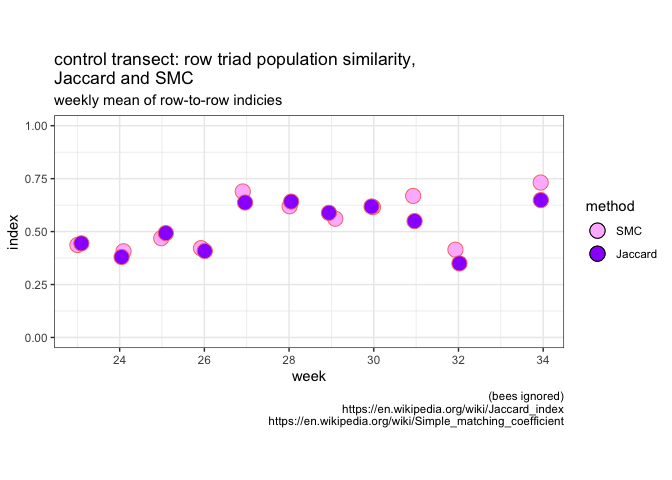 control transect: row triad population similarity,
Jaccard and SMC
weekly mean of row-to-row indicies
1.00
0.75
0.50
0.25
0.00
index
24
26
28
30
32
34
week
method
SMC
Jaccard
(bees ignored)
https://en.wikipedia.org/wiki/Jaccard_index
https://en.wikipedia.org/wiki/Simple_matching_coefficient